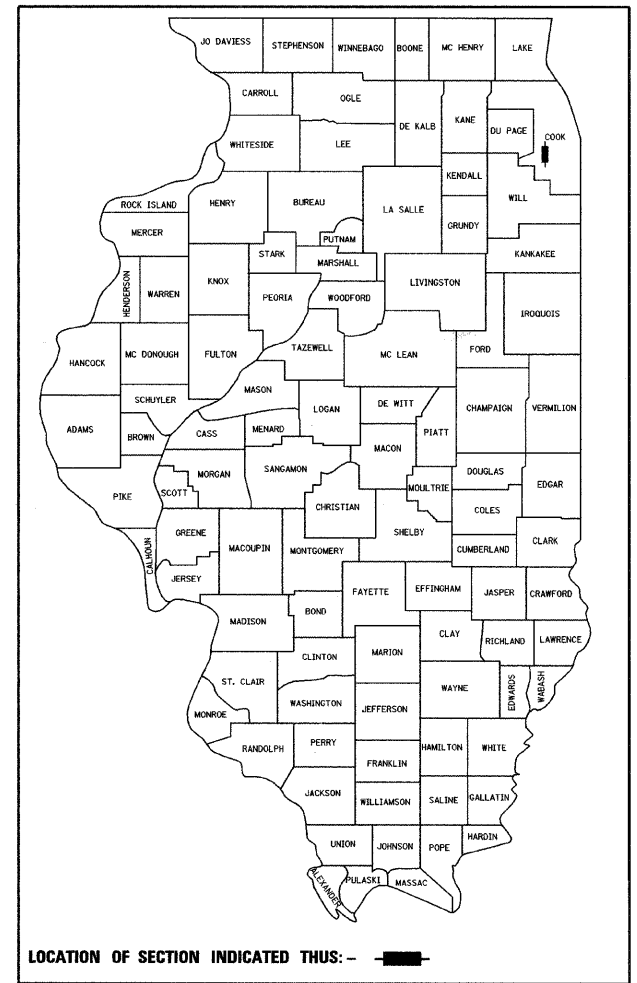 JO DAVIESS
STEPHENSON
WINNEBAGO
BOONE
MC HENRY
LAKE
CARROLL
OGLE
DE KALB
KANE
DU PAGE
COOK
WHITESIDE
LEE
KENDALL
WILL
ROCK ISLAND
HENRY
BUREAU
LA SALLE
GRUNDY
MERCER
PUTNAM
STARK
MARSHALL
KANKAKEE
HENDERSON
WARREN
KNOX
PEORIA
WOODFORD
LIVINGSTON
IROQUOIS
HANCOCK
MC DONOUGH
FULTON
TAZEWELL
MC LEAN
FORD
MASON
SCHUYLER
LOGAN
DE WITT
CHAMPAIGN
VERMILION
ADAMS
BROWN
CASS
MENARD
PIATT
MACON
MORGAN
SANGAMON
DOUGLAS
EDGAR
PIKE
SCOTT
MOULTRIE
CHRISTIAN
COLES
GREENE
MACOUPIN
MONTGOMERY
SHELBY
CUMBERLAND
CLARK
CALHOUN
JERSEY
FAYETTE
EFFINGHAM
JASPER
CRAWFORD
MADISON
BOND
CLAY
RICHLAND
LAWRENCE
CLINTON
MARION
ST. CLAIR
WAYNE
EDWARDS
WABASH
WASHINGTON
JEFFERSON
MONROE
RANDOLPH
PERRY
HAMILTON
WHITE
FRANKLIN
JACKSON
WILLIAMSON
SALINE
GALLATIN
UNION
JOHNSON
POPE
HARDIN
ALEXANDER
PULASKI
MASSAC
LOCATION OF SECTION INDICATED THUS: -